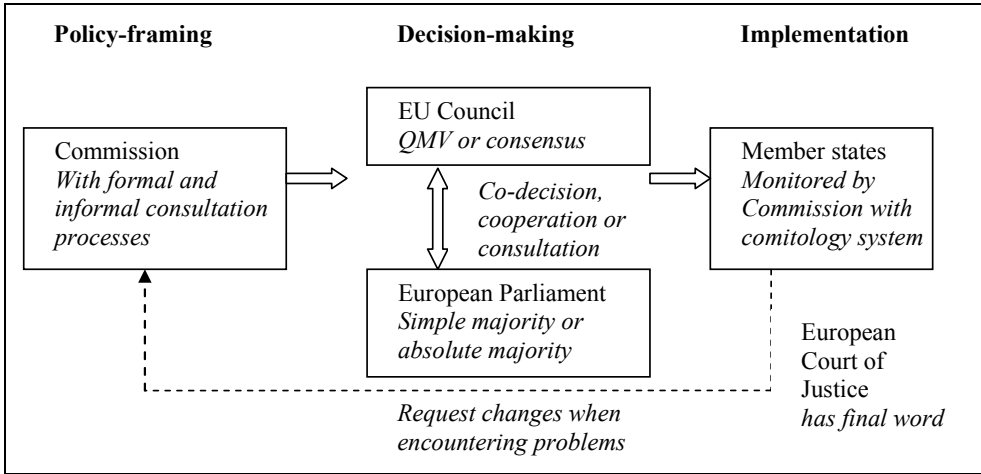 Policy-framing
Decision-making
Implementation
Commission
With formal and
informal consultation
processes
EU Council
QMV or consensus
Co-decision,
cooperation or
consultation
European Parliament
Simple majority or
absolute majority
Member states
Monitored by
Commission with
comitology system
European
Court of
Justice
has final word
Request changes when
encountering problems